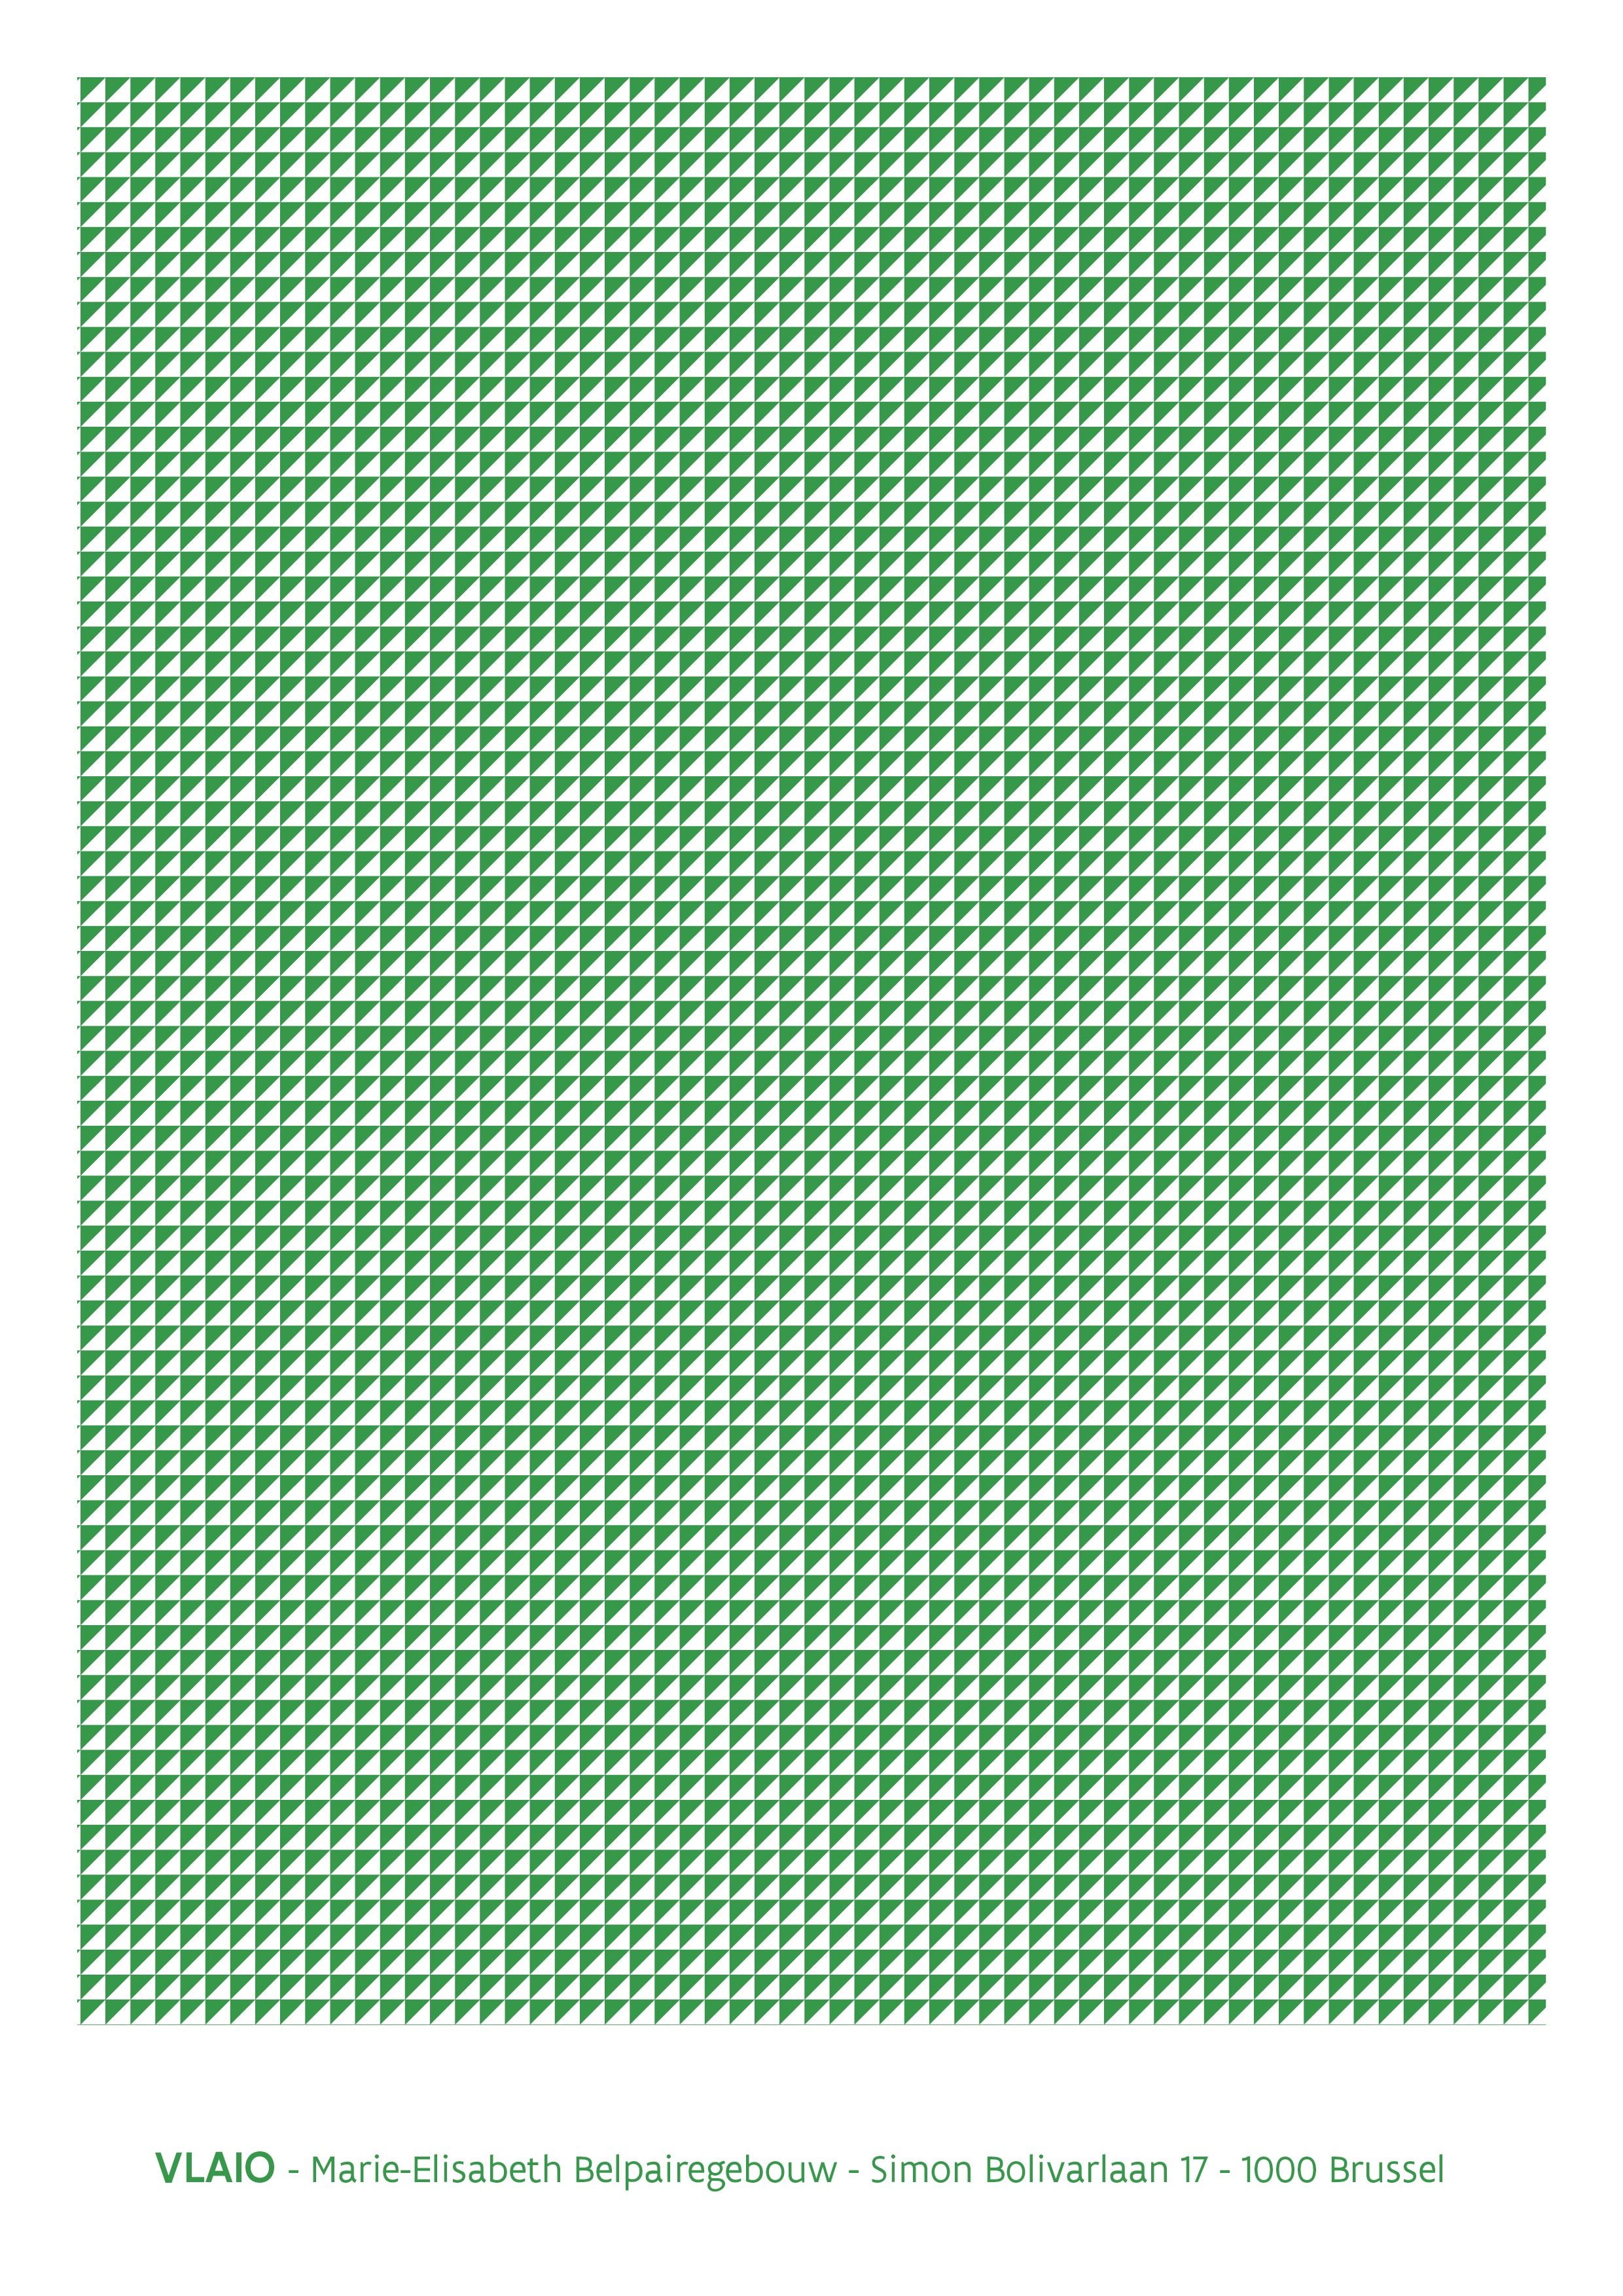 VLAIO - Marie-Elisabeth Belpairegebouw - Simon Bolivarlaan 17 - 1000 Brussel